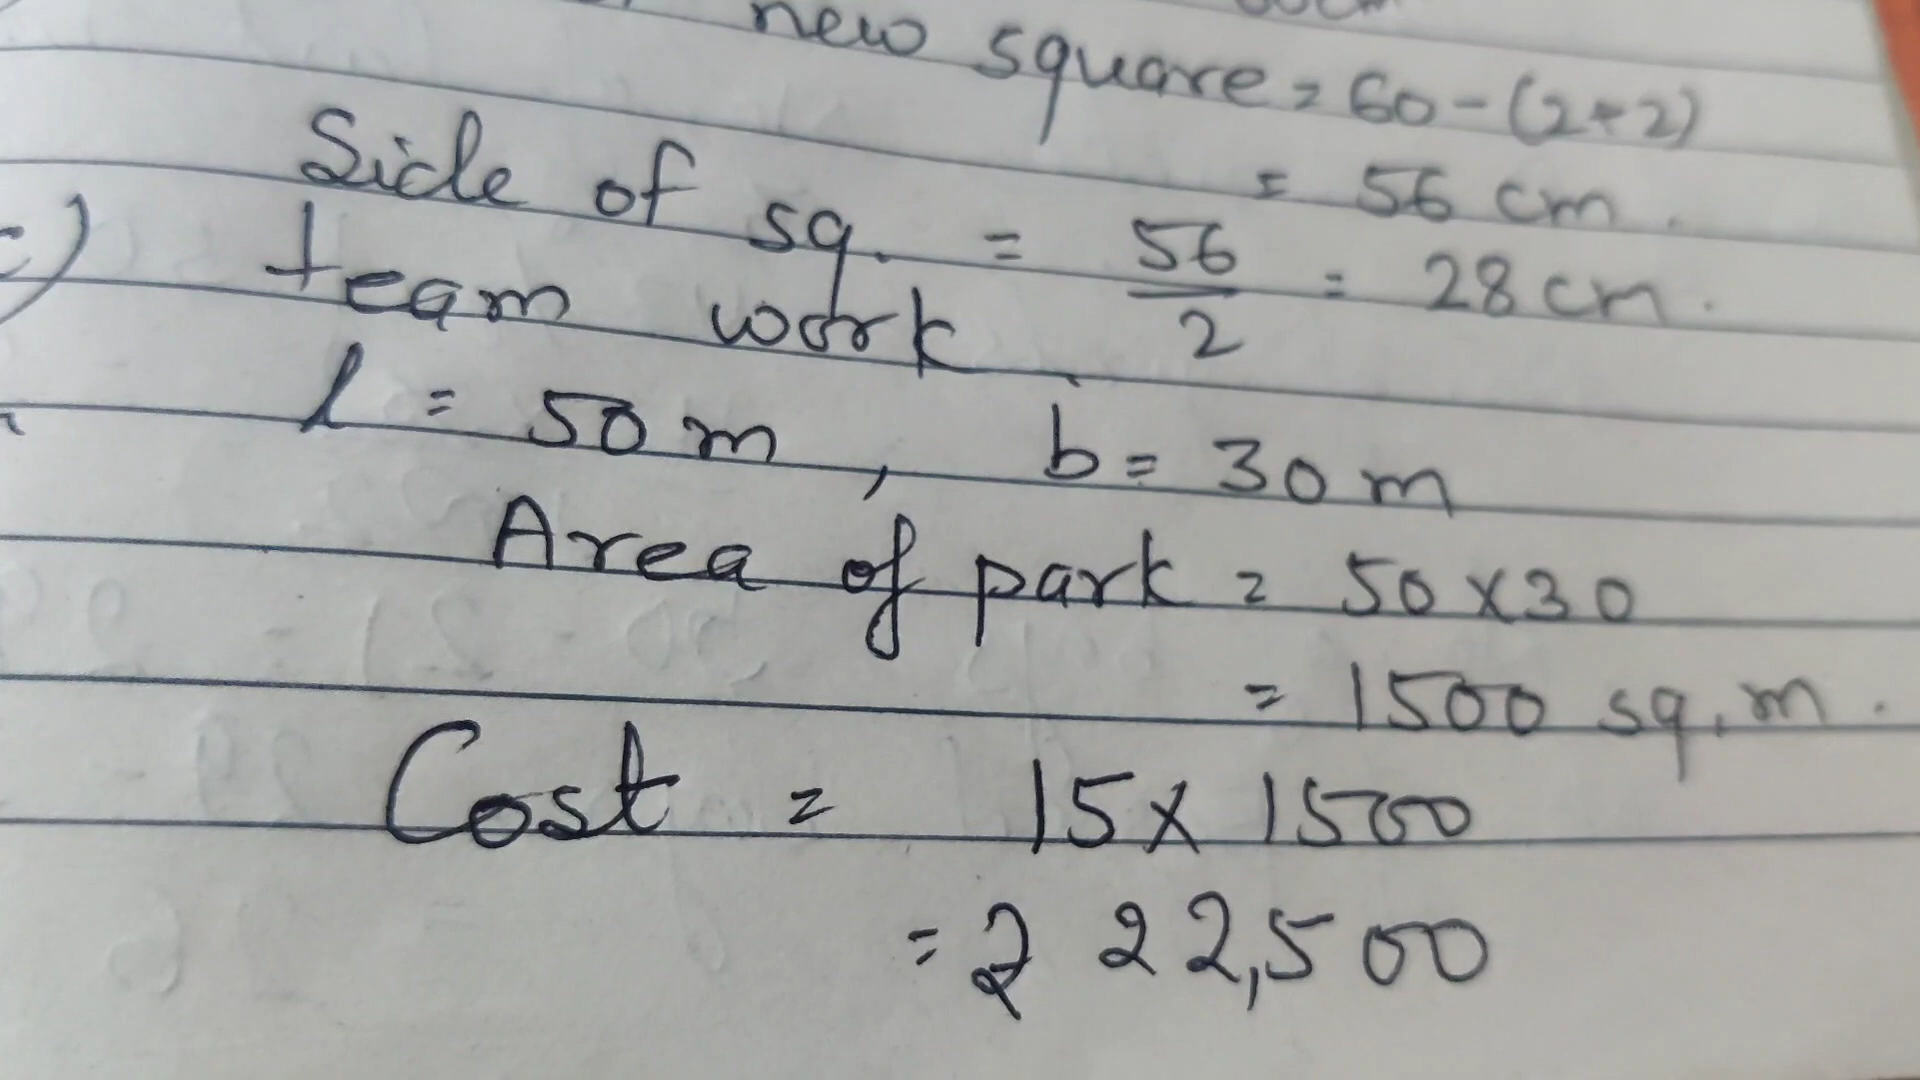 new square = 60 - (2+2)
= 56 cm.
Side of sq. = 56/2 = 28 cm.
team work
l = 50 m, b = 30 m
Area of park = 50 x 30
= 1500 sq. m.
Cost = 15 x 1500
= ₹ 22,500